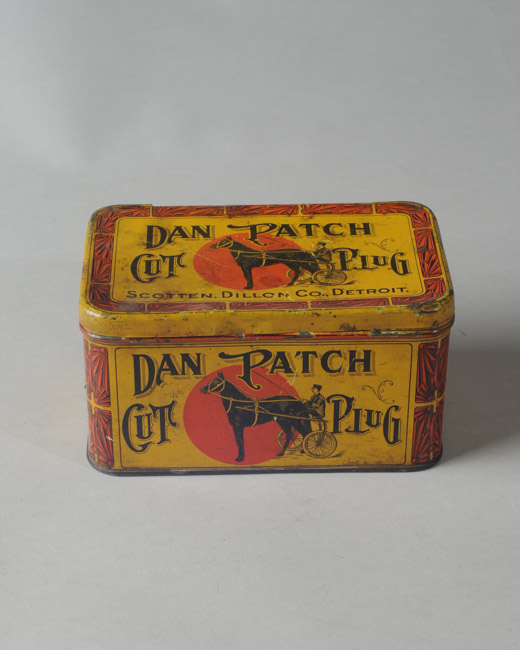 DAN PATCH
CUT PLUG
SCOTTEN, DILLON CO., DETROIT.
DAN PATCH
CUT PLUG